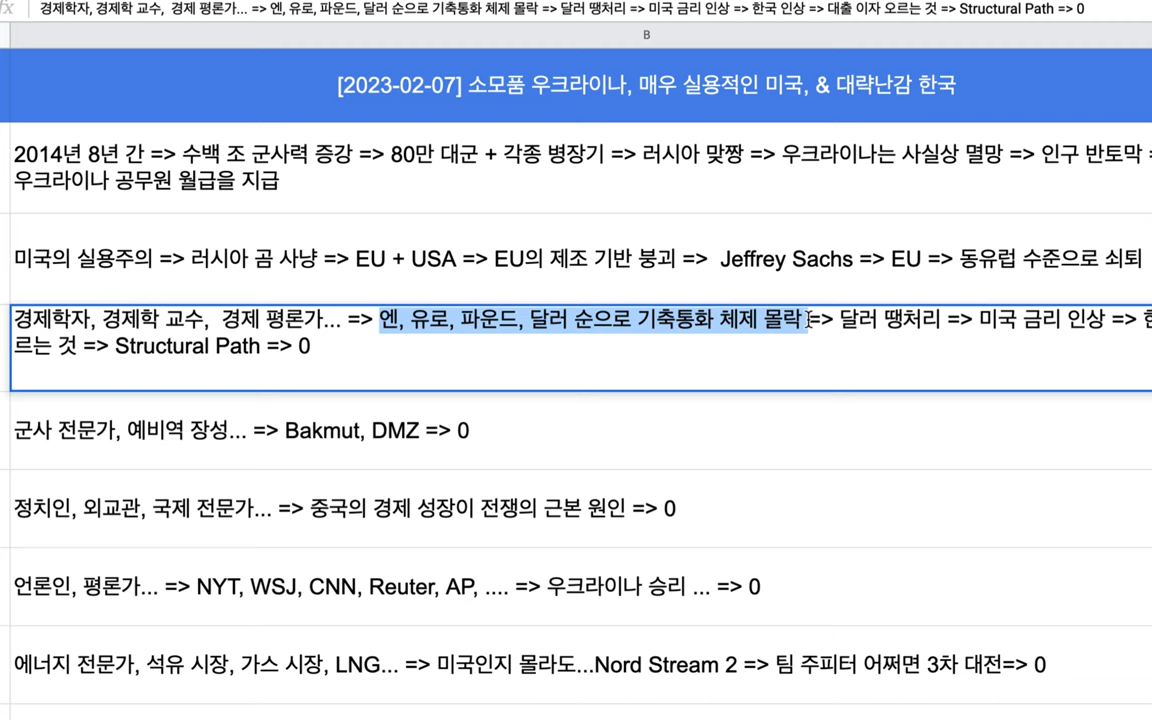 fx 경제학자, 경제학 교수, 경제 평론가... => 엔, 유로, 파운드, 달러 순으로 기축통화 체제 몰락 => 달러 땡처리 => 미국 금리 인상 => 한국 인상 => 대출 이자 오르는 것 => Structural Path => 0
B
[2023-02-07] 소모품 우크라이나, 매우 실용적인 미국, & 대략난감 한국
2014년 8년 간 => 수백 조 군사력 증강 => 80만 대군 + 각종 병장기 => 러시아 맞짱 => 우크라이나는 사실상 멸망 => 인구 반토막 =
우크라이나 공무원 월급을 지급
미국의 실용주의 => 러시아 곰 사냥 => EU + USA => EU의 제조 기반 붕괴 => Jeffrey Sachs => EU => 동유럽 수준으로 쇠퇴
경제학자, 경제학 교수, 경제 평론가... => 엔, 유로, 파운드, 달러 순으로 기축통화 체제 몰락 => 달러 땡처리 => 미국 금리 인상 =>
르는 것 => Structural Path => 0
군사 전문가, 예비역 장성... => Bakmut, DMZ => 0
정치인, 외교관, 국제 전문가... => 중국의 경제 성장이 전쟁의 근본 원인 => 0
언론인, 평론가... => NYT, WSJ, CNN, Reuter, AP, .... => 우크라이나 승리 ... => 0
에너지 전문가, 석유 시장, 가스 시장, LNG... => 미국인지 몰라도...Nord Stream 2 => 팀 주피터 어쩌면 3차 대전=> 0